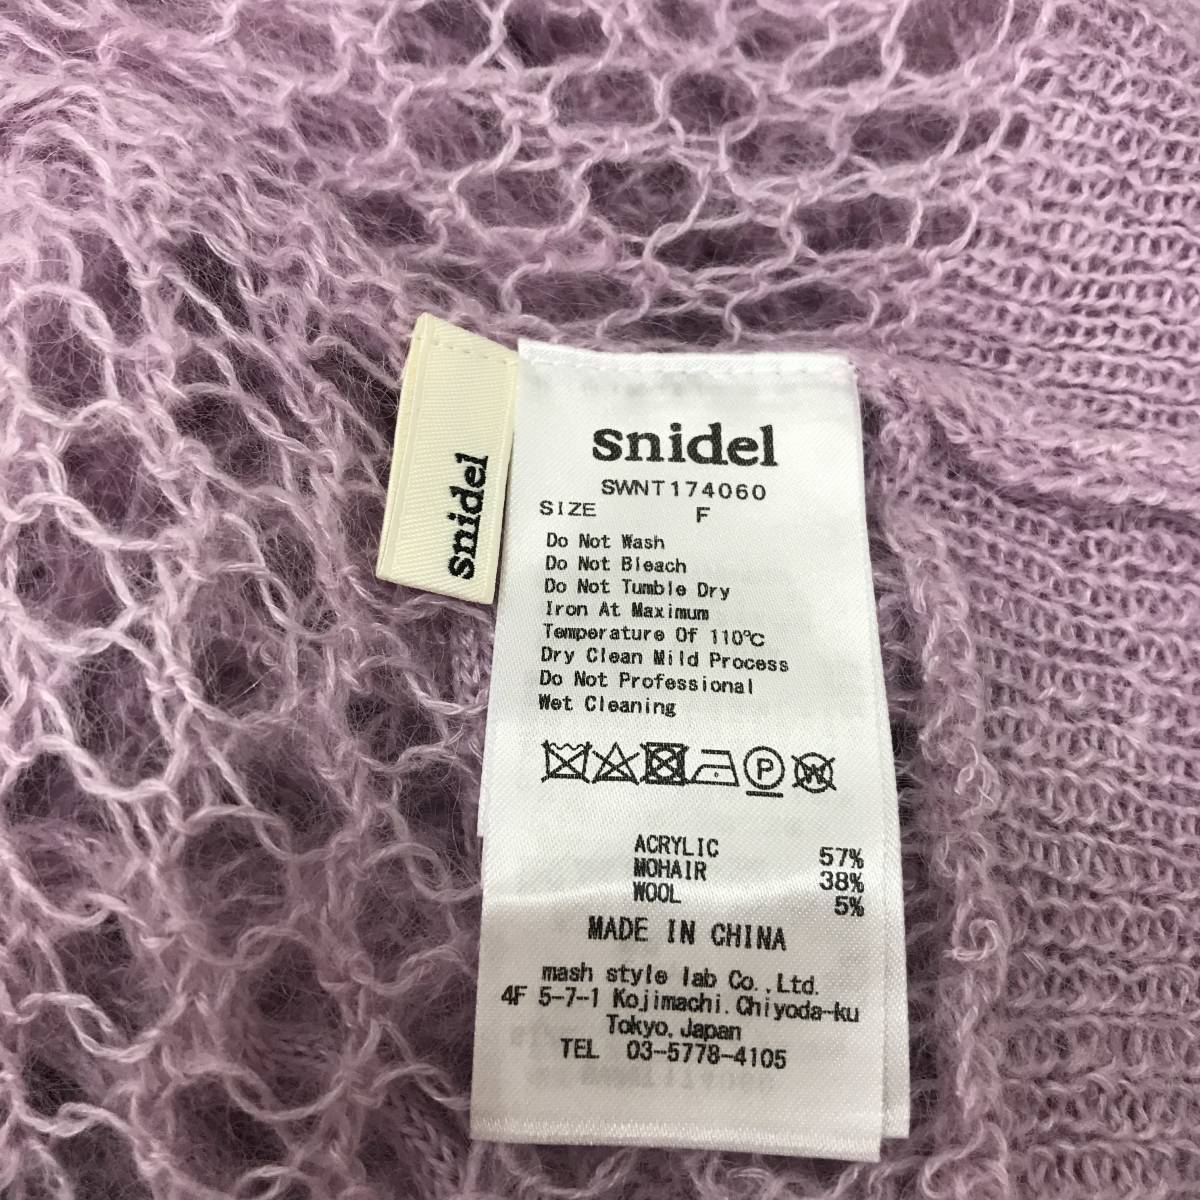 snidel
snidel
SWNT174060
SIZE F
Do Not Wash
Do Not Bleach
Do Not Tumble Dry
Iron At Maximum
Temperature Of 110℃
Dry Clean Mild Process
Do Not Professional
Wet Cleaning
P W
ACRYLIC 57%
MOHAIR 38%
WOOL 5%
MADE IN CHINA
mash style lab Co.,Ltd.
4F 5-7-1 Kojimachi.Chiyoda-ku
Tokyo.Japan
TEL 03-5778-4105